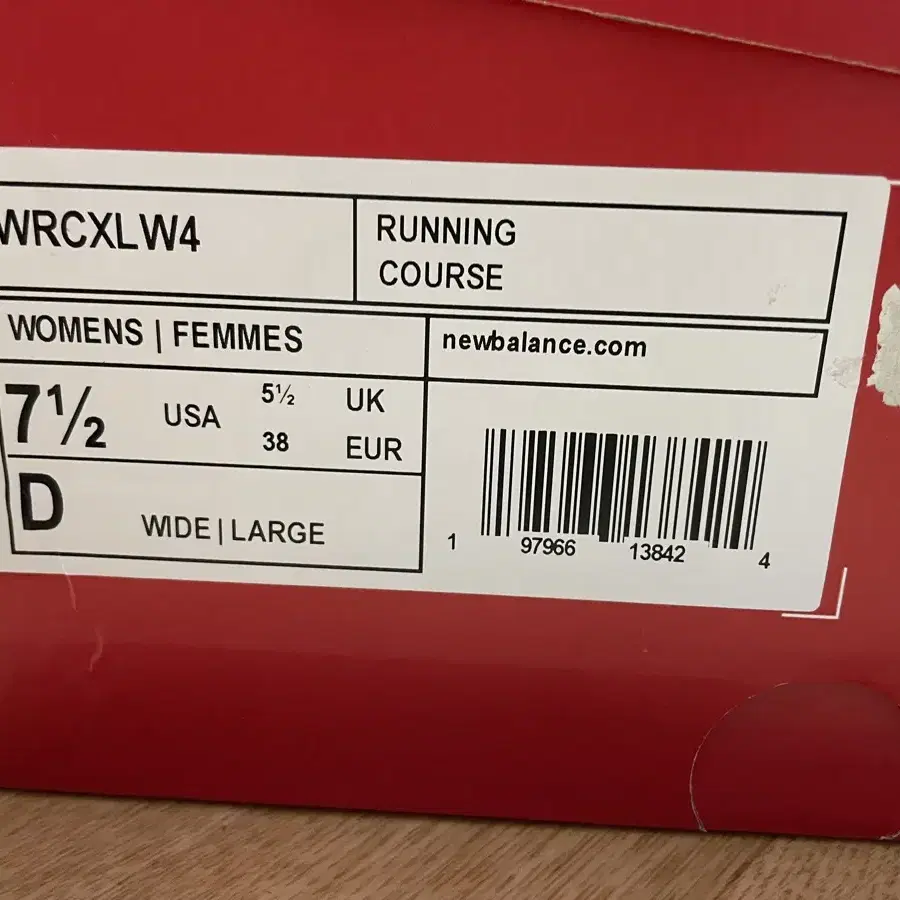 WRCXLW4
RUNNING
COURSE
WOMENS | FEMMES
newbalance.com
7½ USA 5½ UK
38 EUR
D WIDE | LARGE
1 97966 13842 4